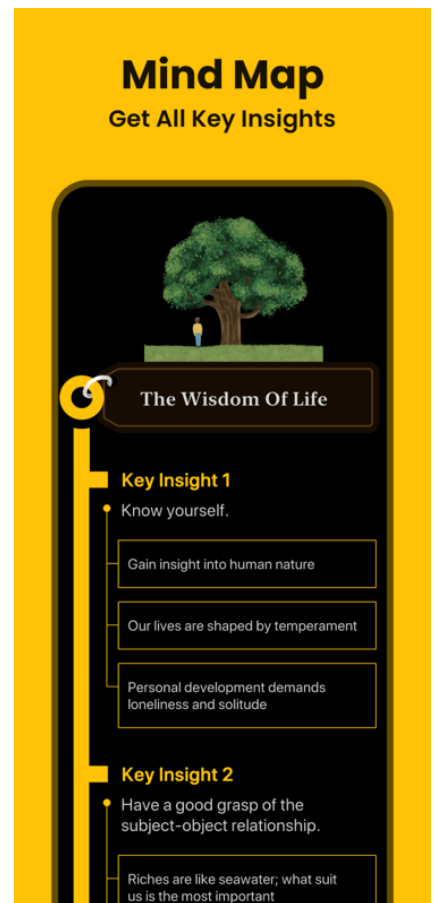 Mind Map
Get All Key Insights
The Wisdom Of Life
Key Insight 1
Know yourself.
Gain insight into human nature
Our lives are shaped by temperament
Personal development demands
loneliness and solitude
Key Insight 2
Have a good grasp of the
subject-object relationship.
Riches are like seawater; what suit
us is the most important